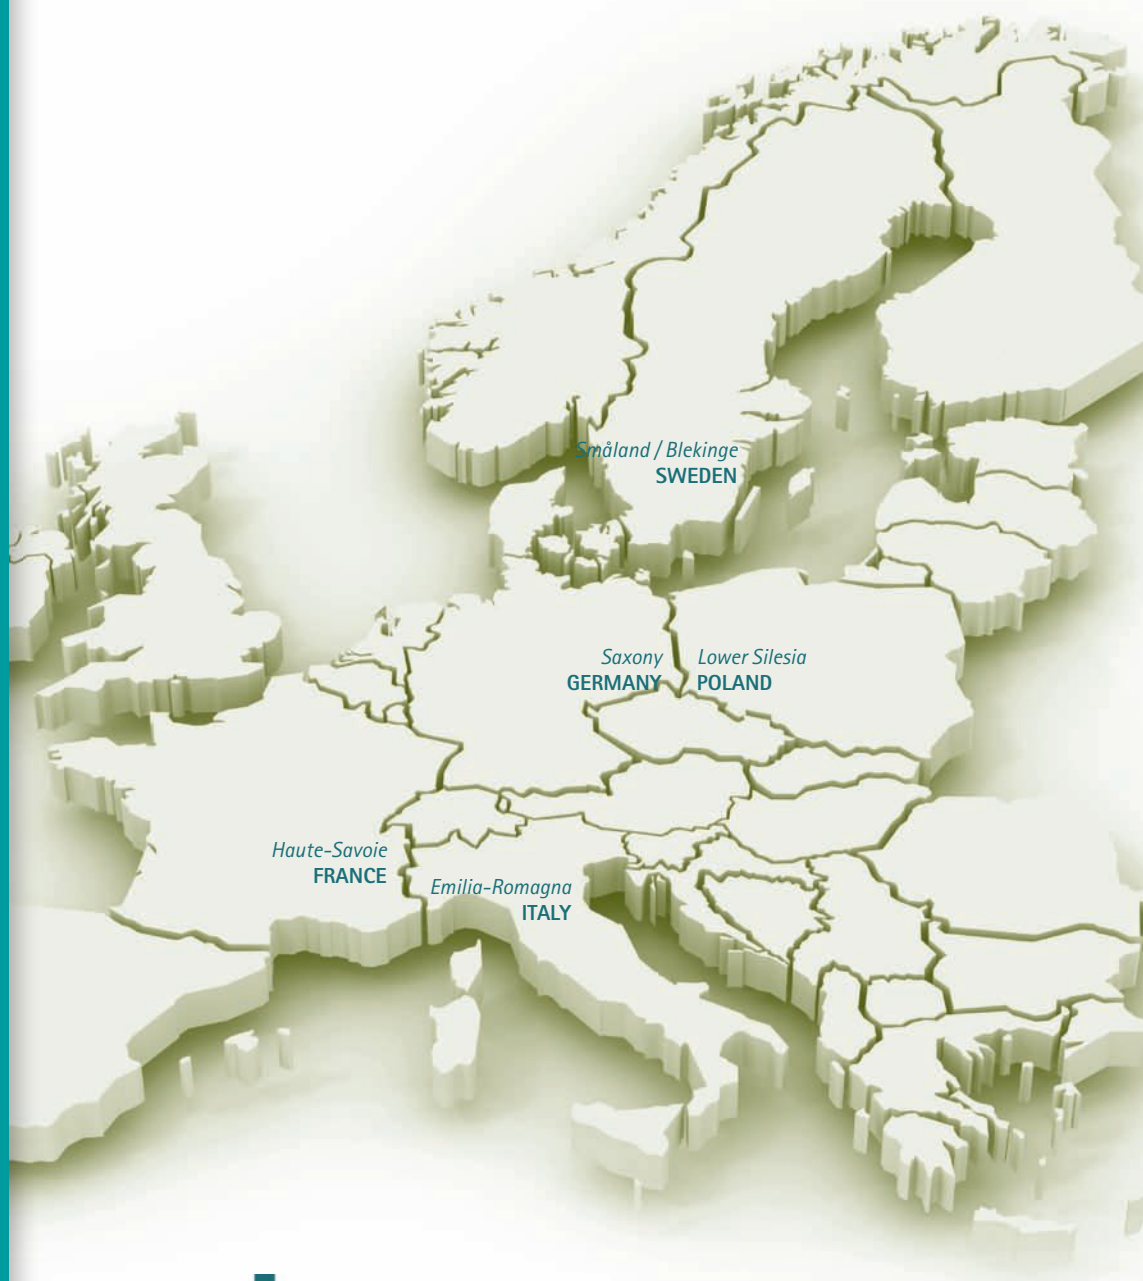 Småland / Blekinge
SWEDEN
Saxony
GERMANY
Lower Silesia
POLAND
Haute-Savoie
FRANCE
Emilia-Romagna
ITALY